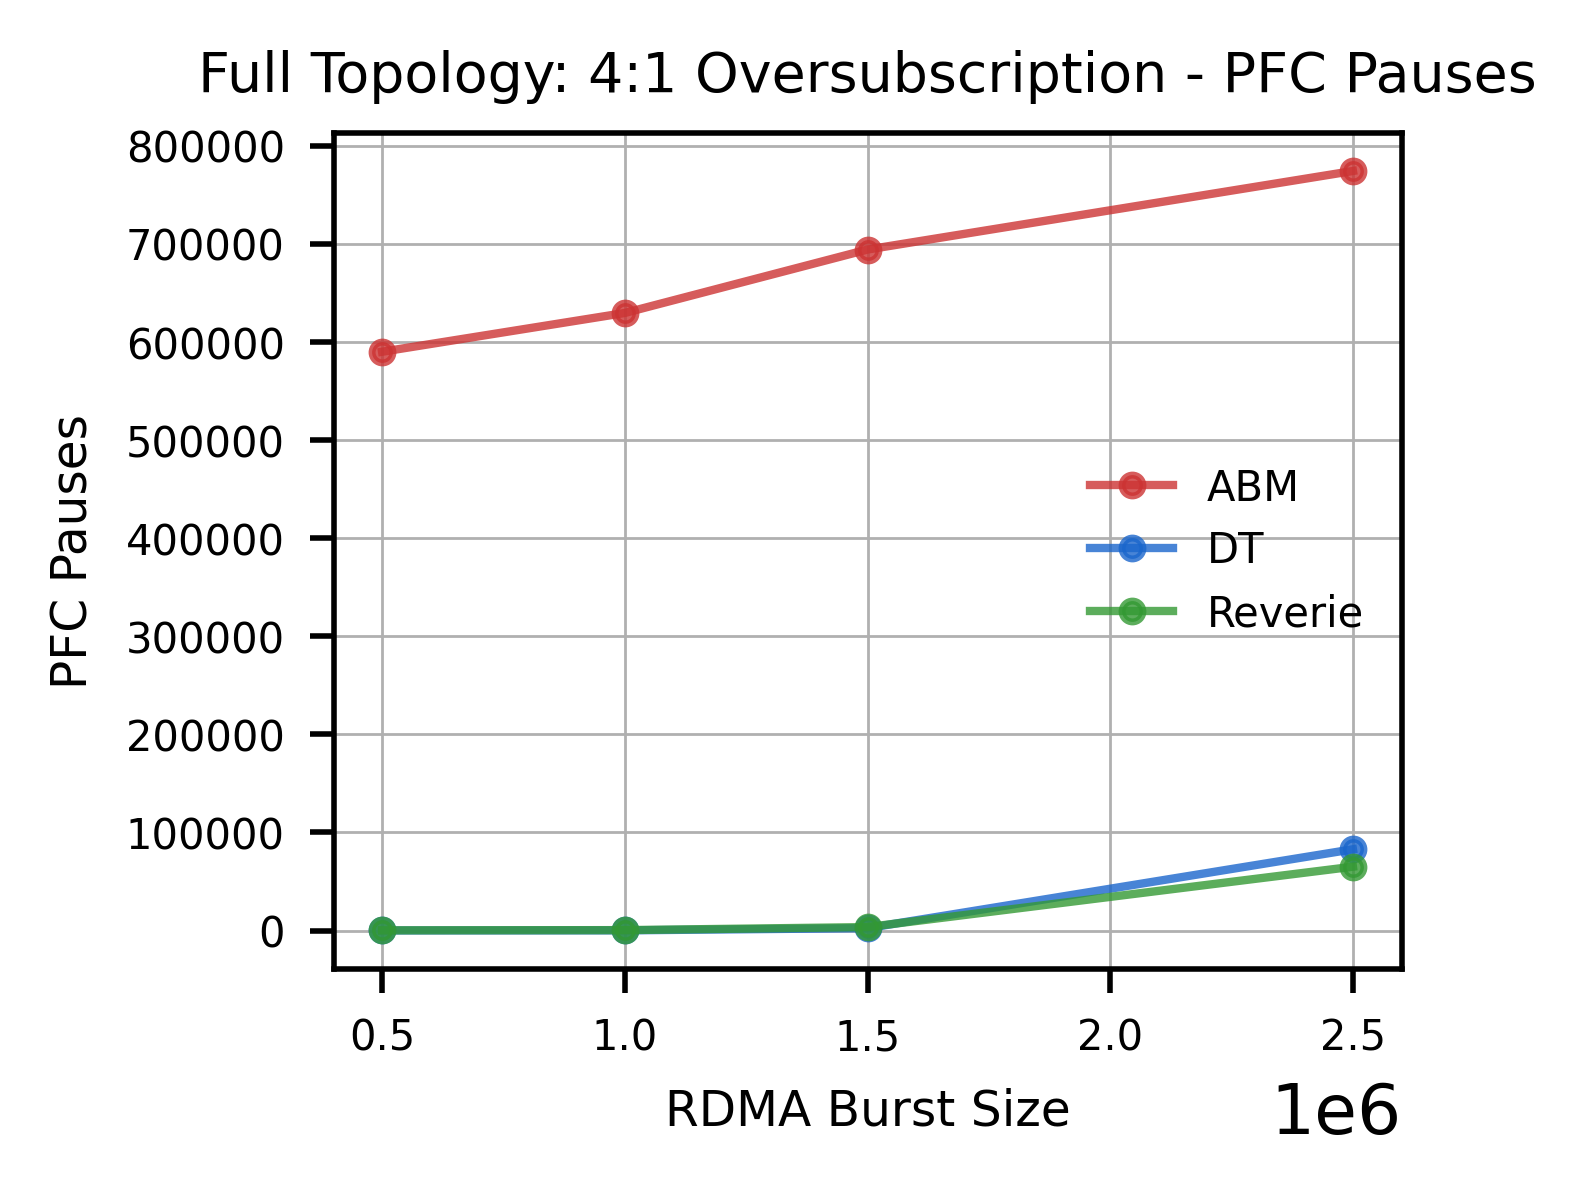 Full Topology: 4:1 Oversubscription - PFC Pauses
800000
700000
600000
500000
400000
300000
200000
100000
0
PFC Pauses
ABM
DT
Reverie
0.5 1.0 1.5 2.0 2.5
RDMA Burst Size
1e6